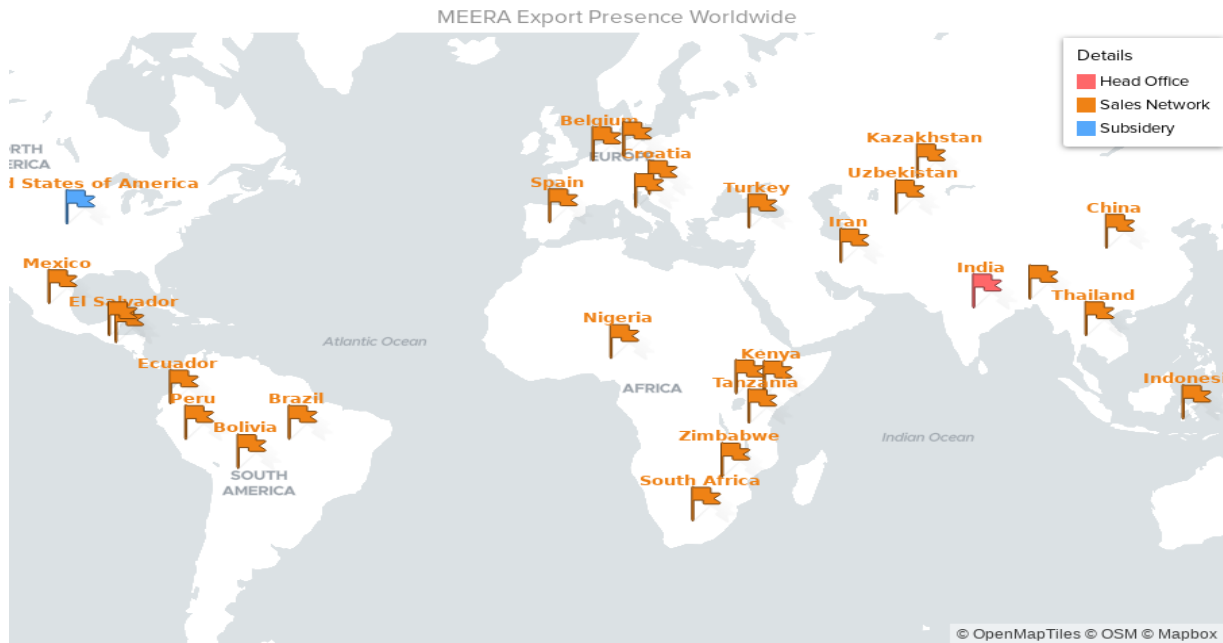 MEERA Export Presence Worldwide
Details
Head Office
Sales Network
Subsidery
Belgium
EUROPE
Croatia
Kazakhstan
Uzbekistan
RTH
ERICA
d States of America
Spain
Turkey
Iran
China
Mexico
India
El Salvador
Thailand
Nigeria
Atlantic Ocean
Ecuador
Kenya
AFRICA
Tanzania
Indonesi
Peru
Brazil
Bolivia
Zimbabwe
Indian Ocean
SOUTH
AMERICA
South Africa
© OpenMapTiles © OSM © Mapbox